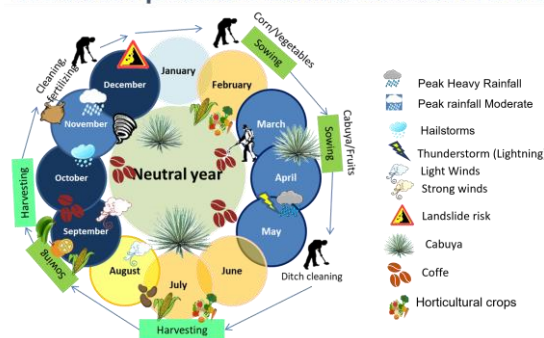 Corn/Vegetables
Sowing
Cleaning,
fertilizing
December
January
February
November
March
Cabuya/Fruits
Sowing
Neutral year
October
April
Harvesting
September
May
Sowing
August
June
July
Ditch cleaning
Harvesting
Peak Heavy Rainfall
Peak rainfall Moderate
Hailstorms
Thunderstorm (Lightning
Light Winds
Strong winds
Landslide risk
Cabuya
Coffe
Horticultural crops